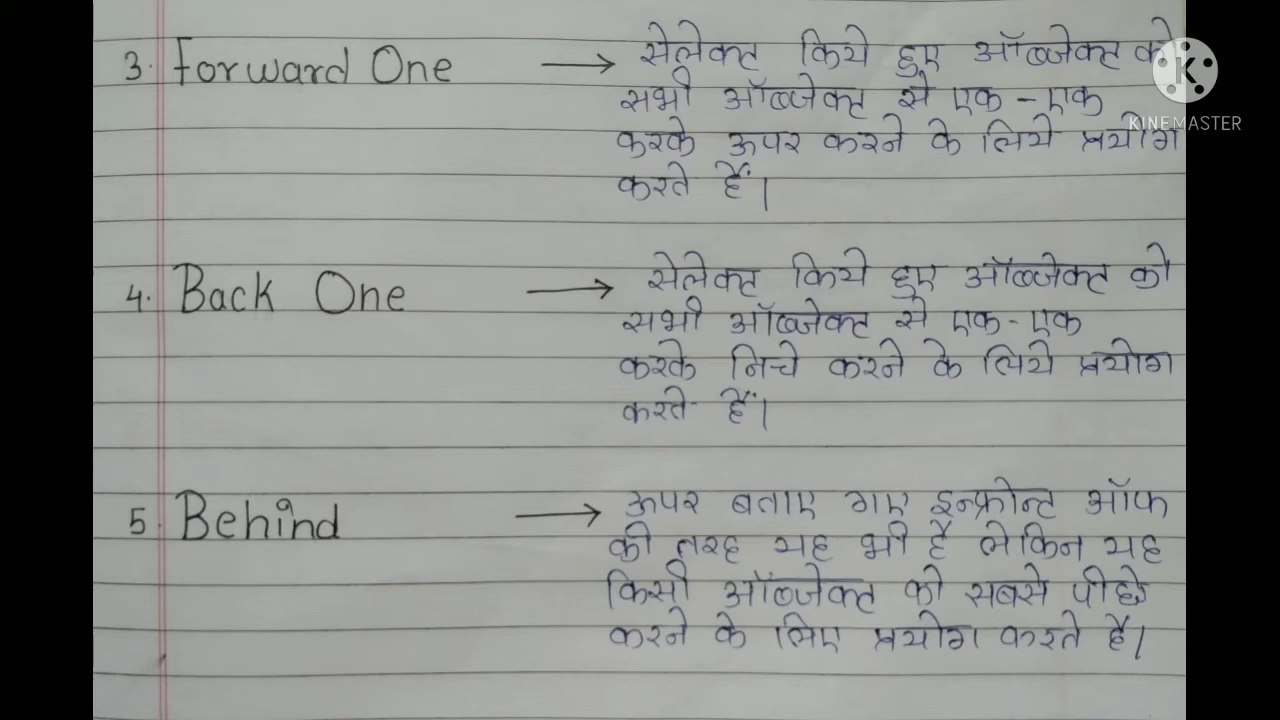 3. Forward One → सेलेक्ट किये हुए ऑब्जेक्ट को
सभी ऑब्जेक्ट से एक-एक
करके ऊपर करने के लिये प्रयोग
करते हैं।
KINEMASTER
4. Back One → सेलेक्ट किये हुए ऑब्जेक्ट को
सभी ऑब्जेक्ट से एक-एक
करके निचे करने के लिये प्रयोग
करते हैं।
5. Behind → ऊपर बताए गए इन्फ्रोन्ट ऑफ
की तरह यह भी है लेकिन यह
किसी ऑब्जेक्ट को सबसे पीछे
करने के लिए प्रयोग करते हैं।